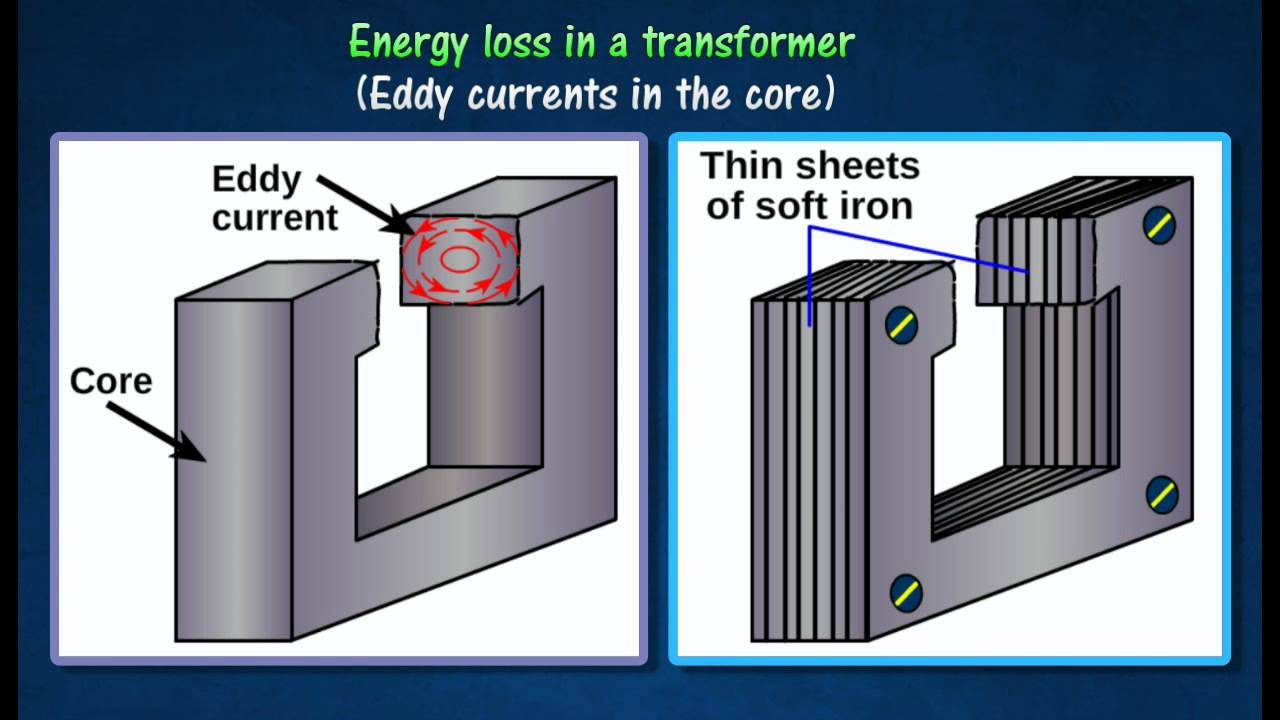 Energy loss in a transformer
(Eddy currents in the core)
Eddy
current
Core
Thin sheets
of soft iron